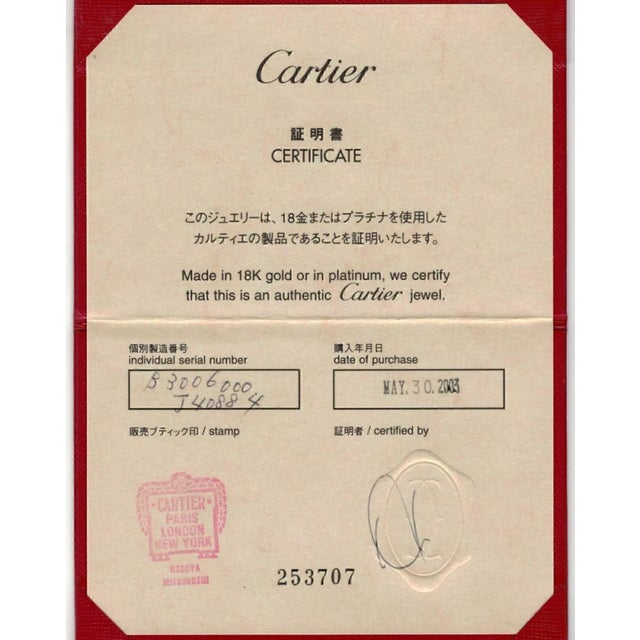 Cartier
証明書
CERTIFICATE
このジュエリーは、18金またはプラチナを使用した
カルティエの製品であることを証明いたします。
Made in 18K gold or in platinum, we certify
that this is an authentic Cartier jewel.
個別製造番号
individual serial number
B3006000
J40884
購入年月日
date of purchase
MAY. 30. 2003
販売ブティック印 / stamp
証明者 / certified by
CARTIER
PARIS
LONDON
NEW YORK
NAGOYA
MITSUKOSHI
253707